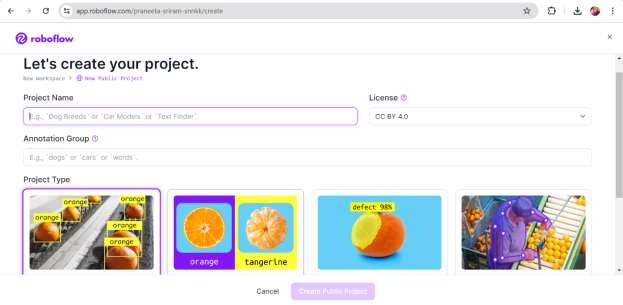 app.roboflow.com/praneeta-sriram-snnkk/create
roboflow
Let's create your project.
New Workspace > New Public Project
Project Name
License
E.g., `Dog Breeds` or `Car Models` or `Text Finder`.
CC BY 4.0
Annotation Group
E.g., `dogs` or `cars` or `words`.
Project Type
orange
orange
orange
orange
orange
orange
tangerine
defect 98%
Cancel
Create Public Project